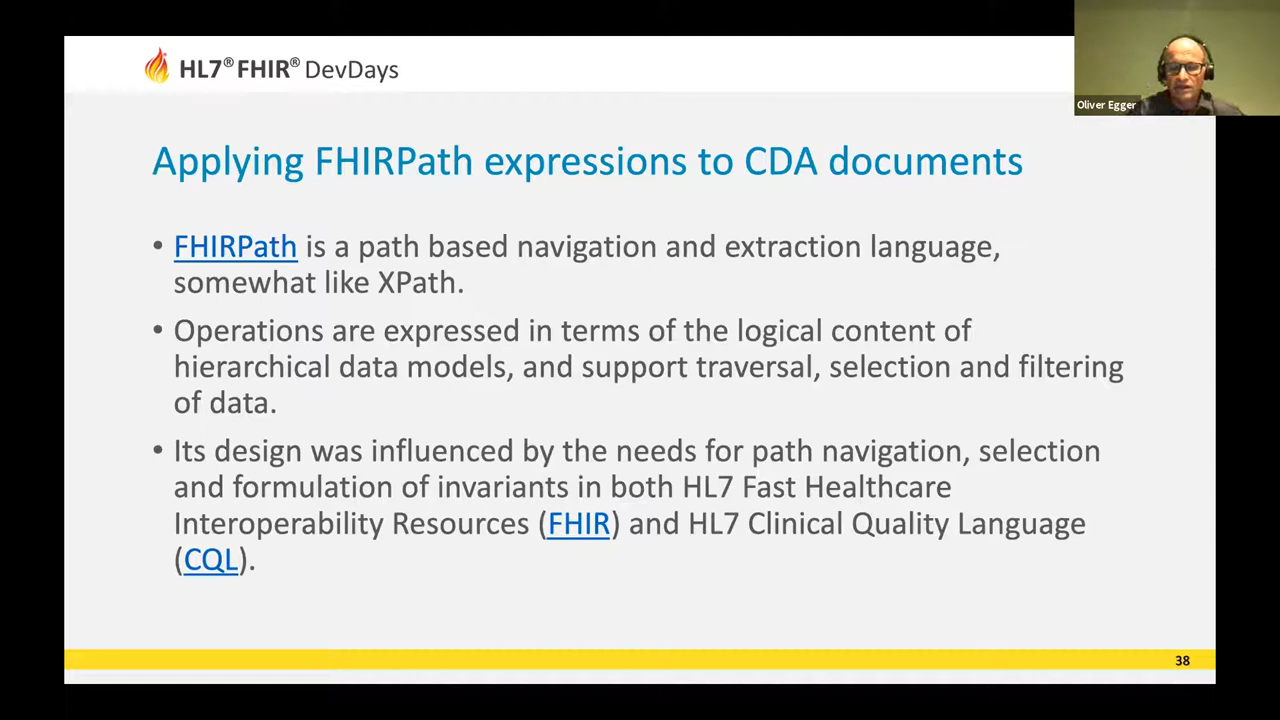 HL7® FHIR® DevDays
Oliver Egger
Applying FHIRPath expressions to CDA documents
• FHIRPath is a path based navigation and extraction language,
somewhat like XPath.
• Operations are expressed in terms of the logical content of
hierarchical data models, and support traversal, selection and filtering
of data.
• Its design was influenced by the needs for path navigation, selection
and formulation of invariants in both HL7 Fast Healthcare
Interoperability Resources (FHIR) and HL7 Clinical Quality Language
(CQL).
38